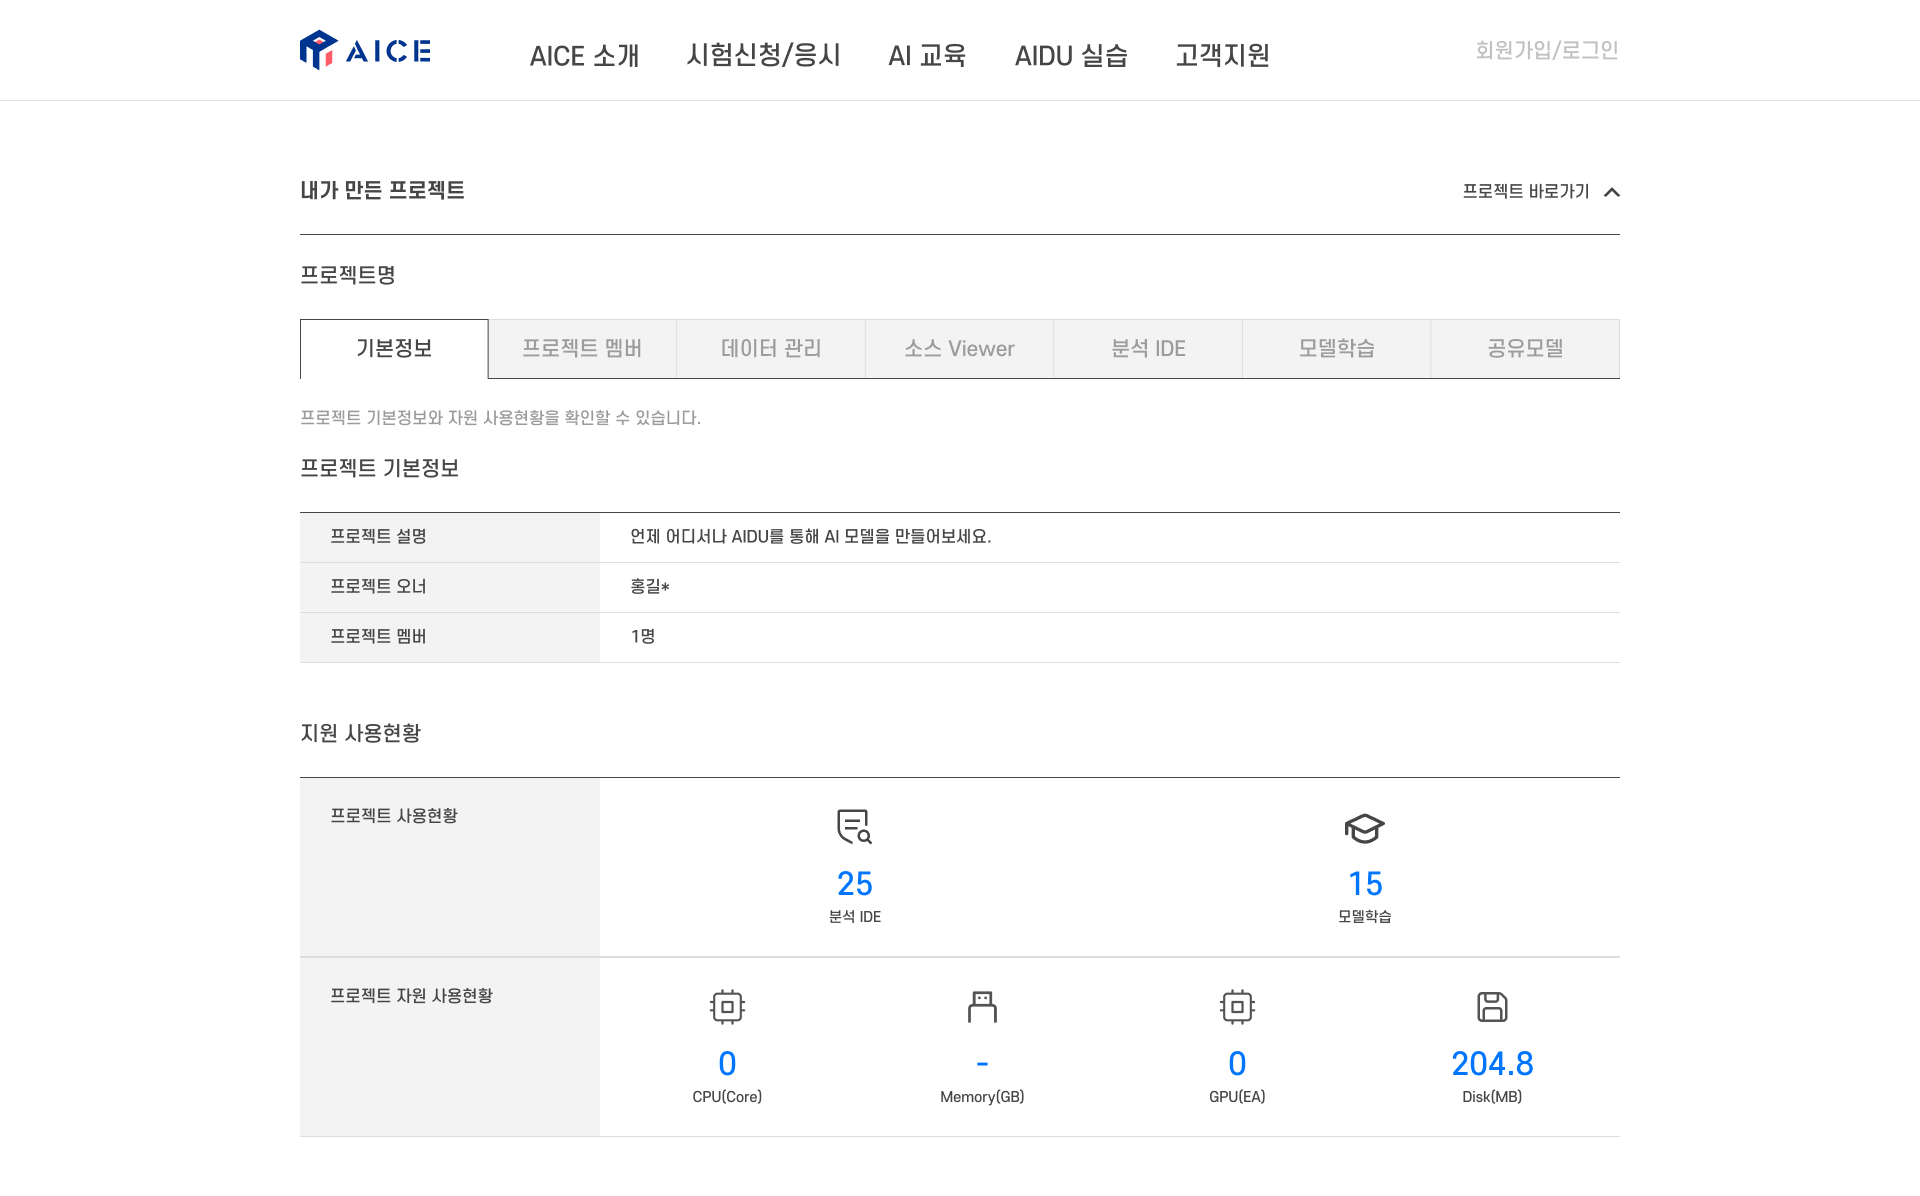 AICE
AICE 소개
시험신청/응시
AI 교육
AIDU 실습
고객지원
회원가입/로그인
내가 만든 프로젝트
프로젝트 바로가기
프로젝트명
기본정보
프로젝트 멤버
데이터 관리
소스 Viewer
분석 IDE
모델학습
공유모델
프로젝트 기본정보와 자원 사용현황을 확인할 수 있습니다.
프로젝트 기본정보
프로젝트 설명
언제 어디서나 AIDU를 통해 AI 모델을 만들어보세요.
프로젝트 오너
홍길*
프로젝트 멤버
1명
지원 사용현황
프로젝트 사용현황
25
분석 IDE
15
모델학습
프로젝트 자원 사용현황
0
CPU(Core)
-
Memory(GB)
0
GPU(EA)
204.8
Disk(MB)